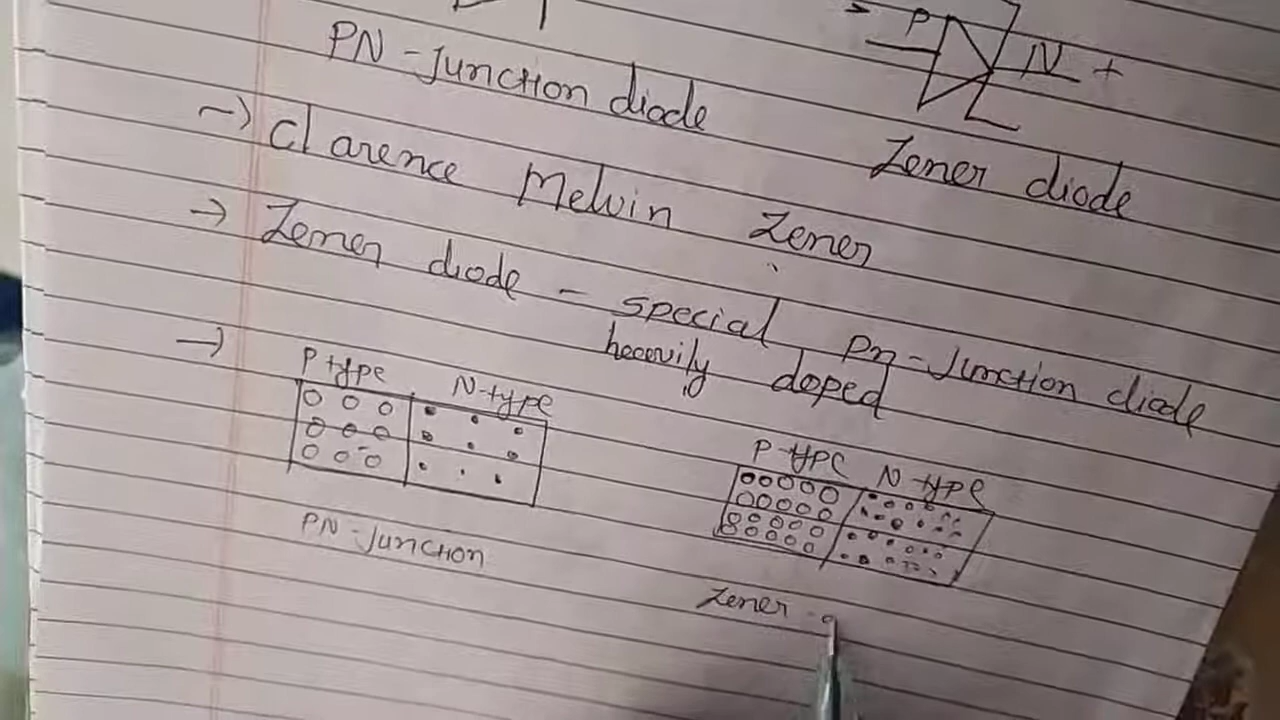 P N +
PN-Junction diode
Zener diode
→ Clarence Melvin Zener
→ Zener diode - special Pn-Junction diode
heavily doped
→
P type N-type
P-type N-type
PN-Junction
Zener